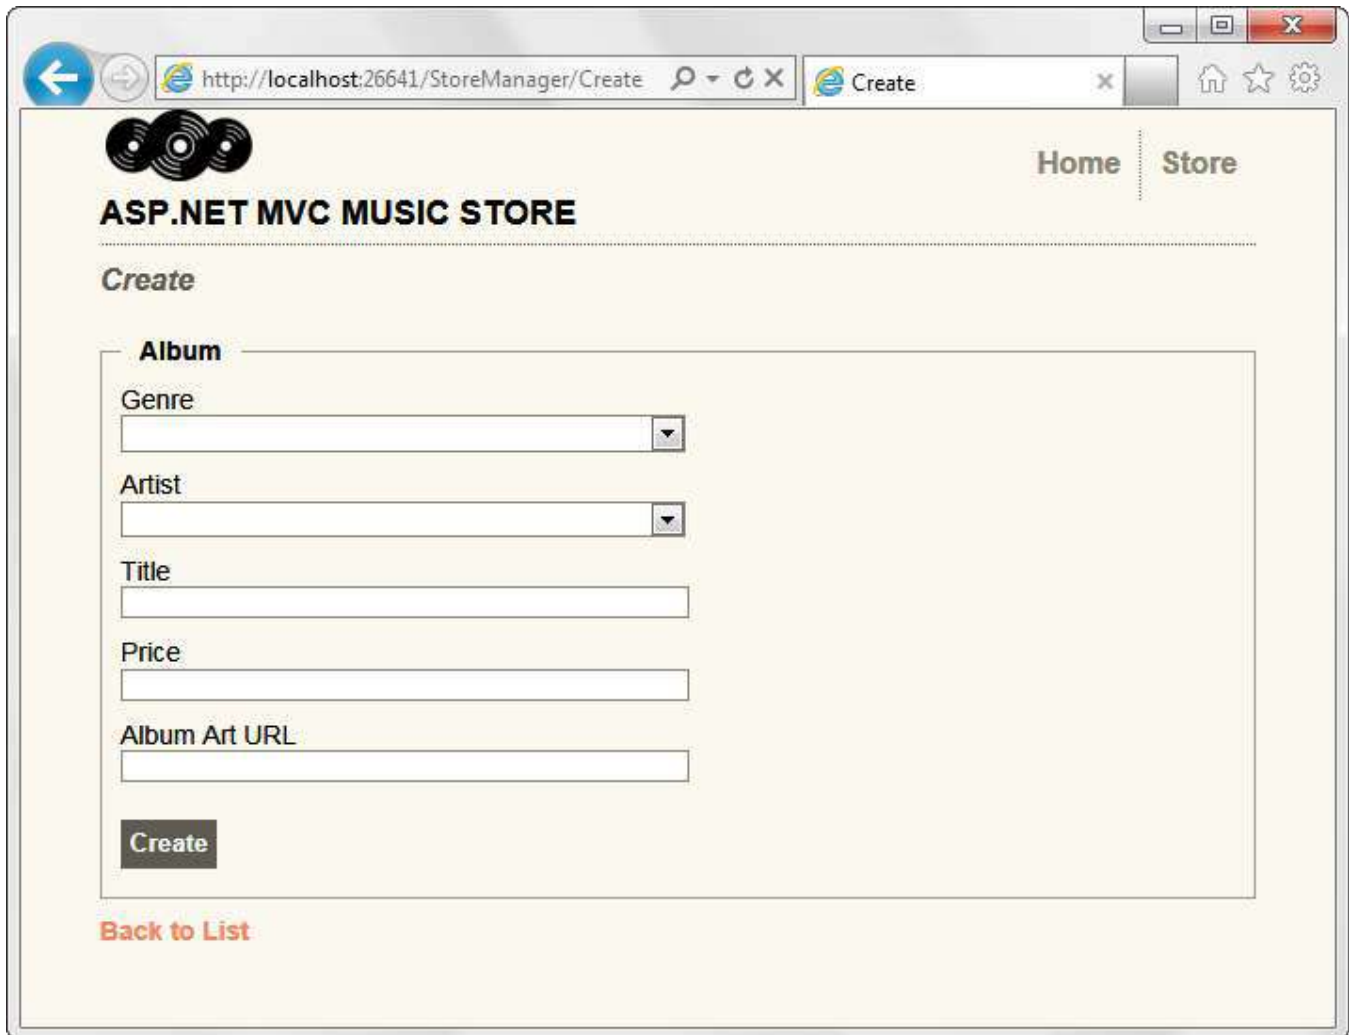 http://localhost:26641/StoreManager/Create
Create
Home
Store
ASP.NET MVC MUSIC STORE
Create
Album
Genre
Artist
Title
Price
Album Art URL
Create
Back to List